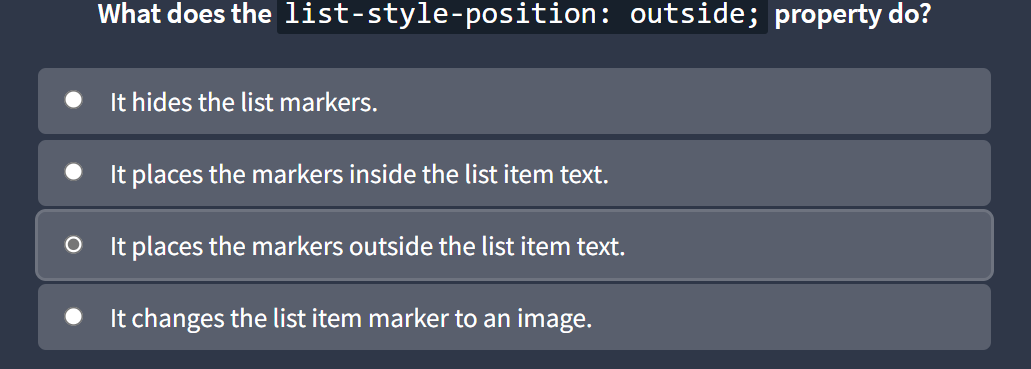 What does the list-style-position: outside; property do?
It hides the list markers.
It places the markers inside the list item text.
It places the markers outside the list item text.
It changes the list item marker to an image.